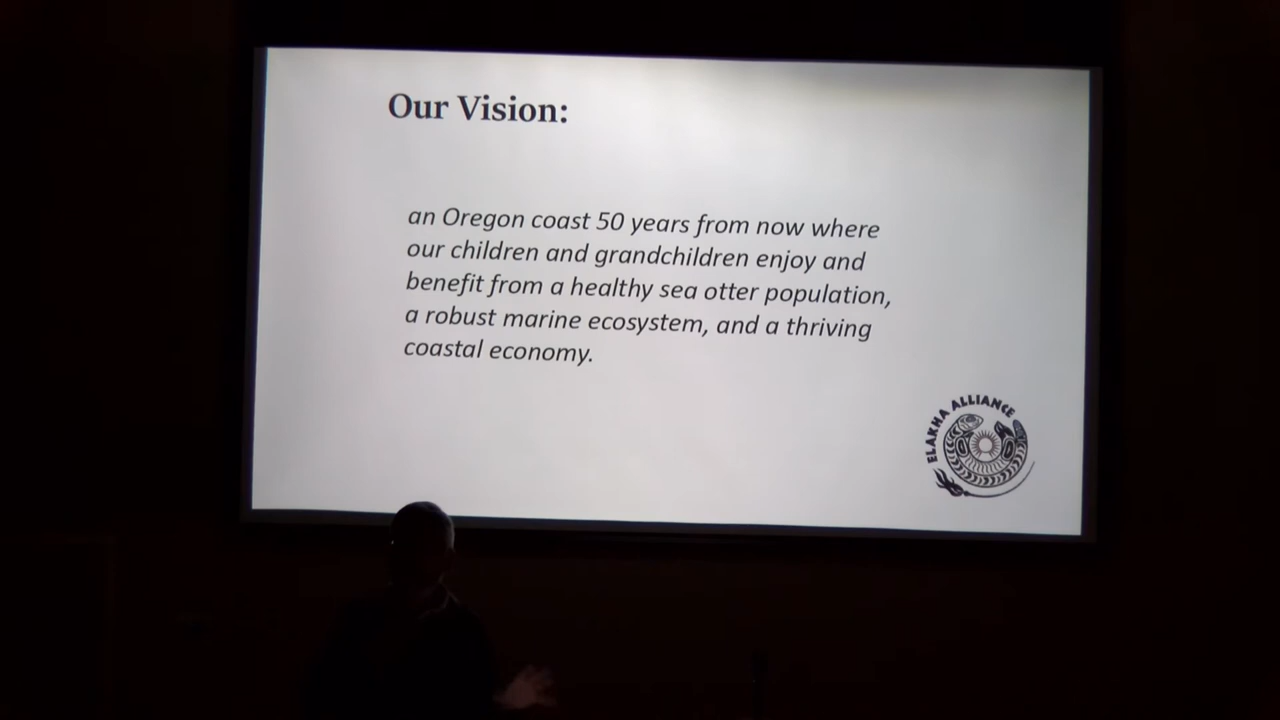 Our Vision:
an Oregon coast 50 years from now where
our children and grandchildren enjoy and
benefit from a healthy sea otter population,
a robust marine ecosystem, and a thriving
coastal economy.
ELAKHA ALLIANCE